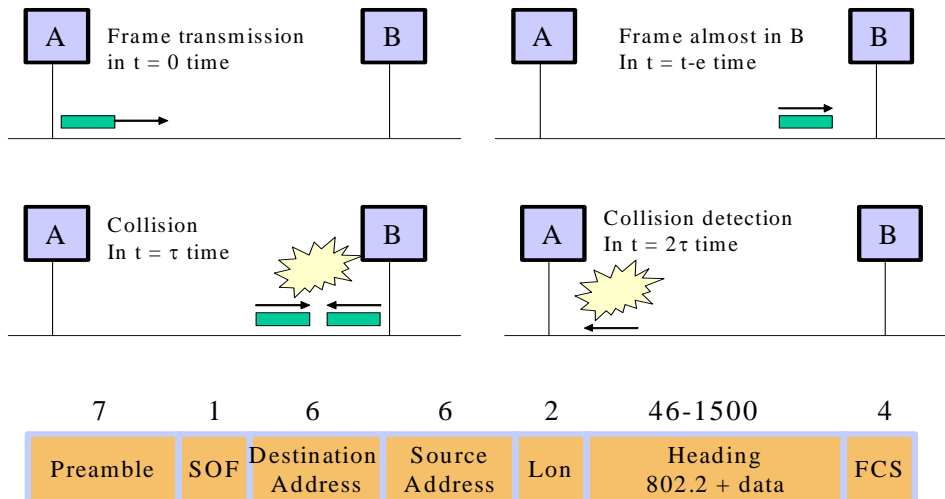 A
Frame transmission
in t = 0 time
B
A
Frame almost in B
In t = t-e time
B
A
Collision
In t = τ time
B
A
Collision detection
In t = 2τ time
B
7 1 6 6 2 46-1500 4
Preamble SOF Destination Address Source Address Lon Heading 802.2 + data FCS